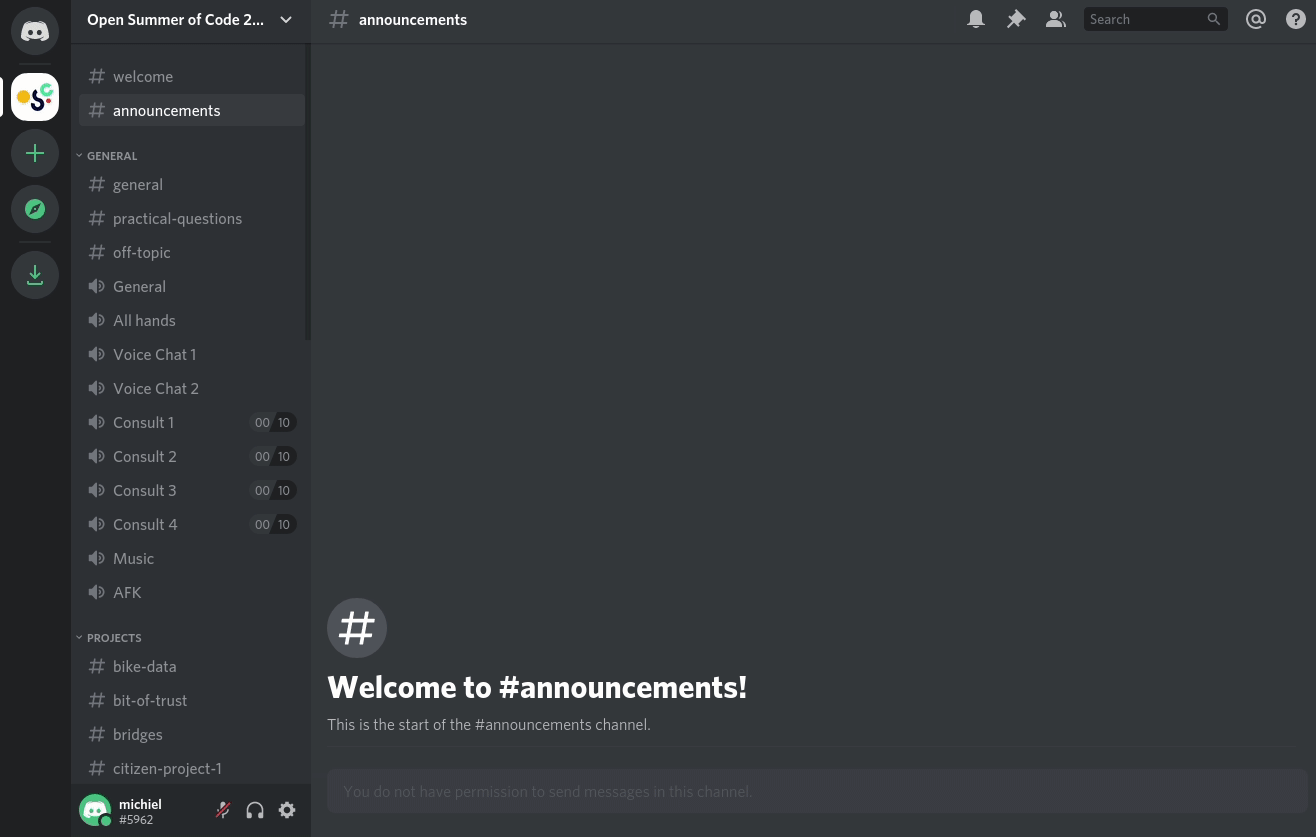 Open Summer of Code 2...
announcements
Search
welcome
announcements
GENERAL
general
practical-questions
off-topic
General
All hands
Voice Chat 1
Voice Chat 2
Consult 1 00 10
Consult 2 00 10
Consult 3 00 10
Consult 4 00 10
Music
AFK
PROJECTS
bike-data
bit-of-trust
bridges
citizen-project-1
michiel
#5962
Welcome to #announcements!
This is the start of the #announcements channel.
You do not have permission to send messages in this channel.